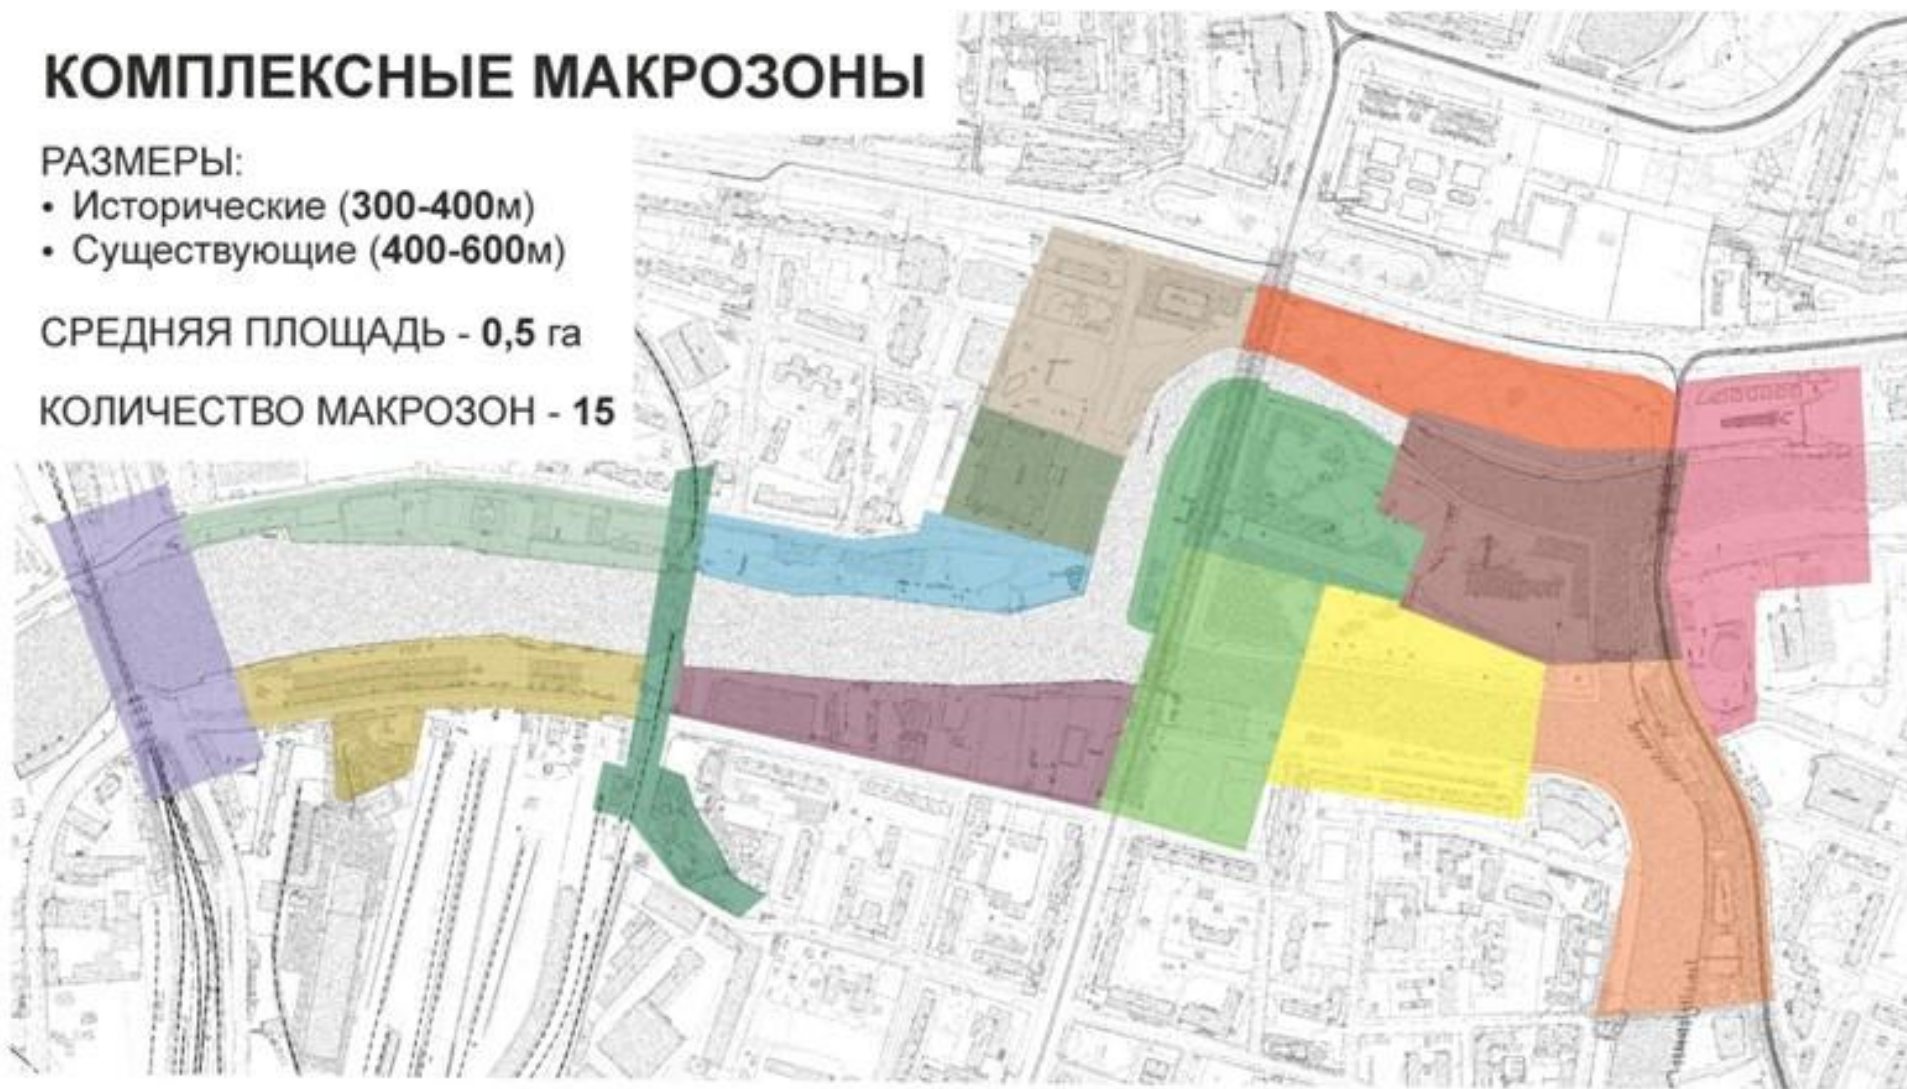 КОМПЛЕКСНЫЕ МАКРОЗОНЫ
РАЗМЕРЫ:
• Исторические (300-400м)
• Существующие (400-600м)
СРЕДНЯЯ ПЛОЩАДЬ - 0,5 га
КОЛИЧЕСТВО МАКРОЗОН - 15